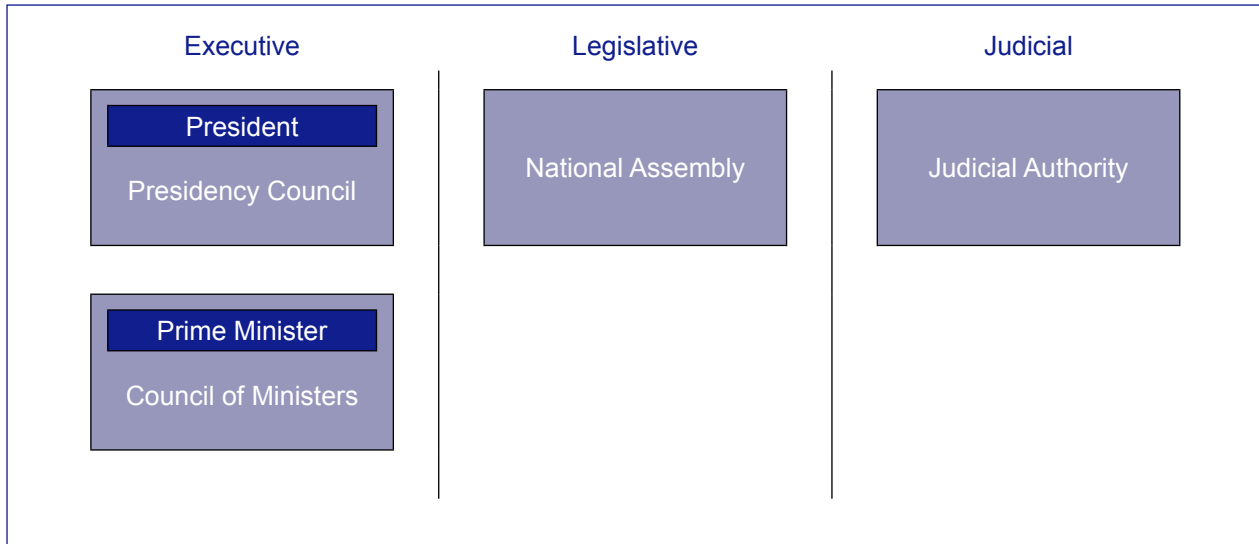 Executive
Legislative
Judicial
President
Presidency Council
National Assembly
Judicial Authority
Prime Minister
Council of Ministers